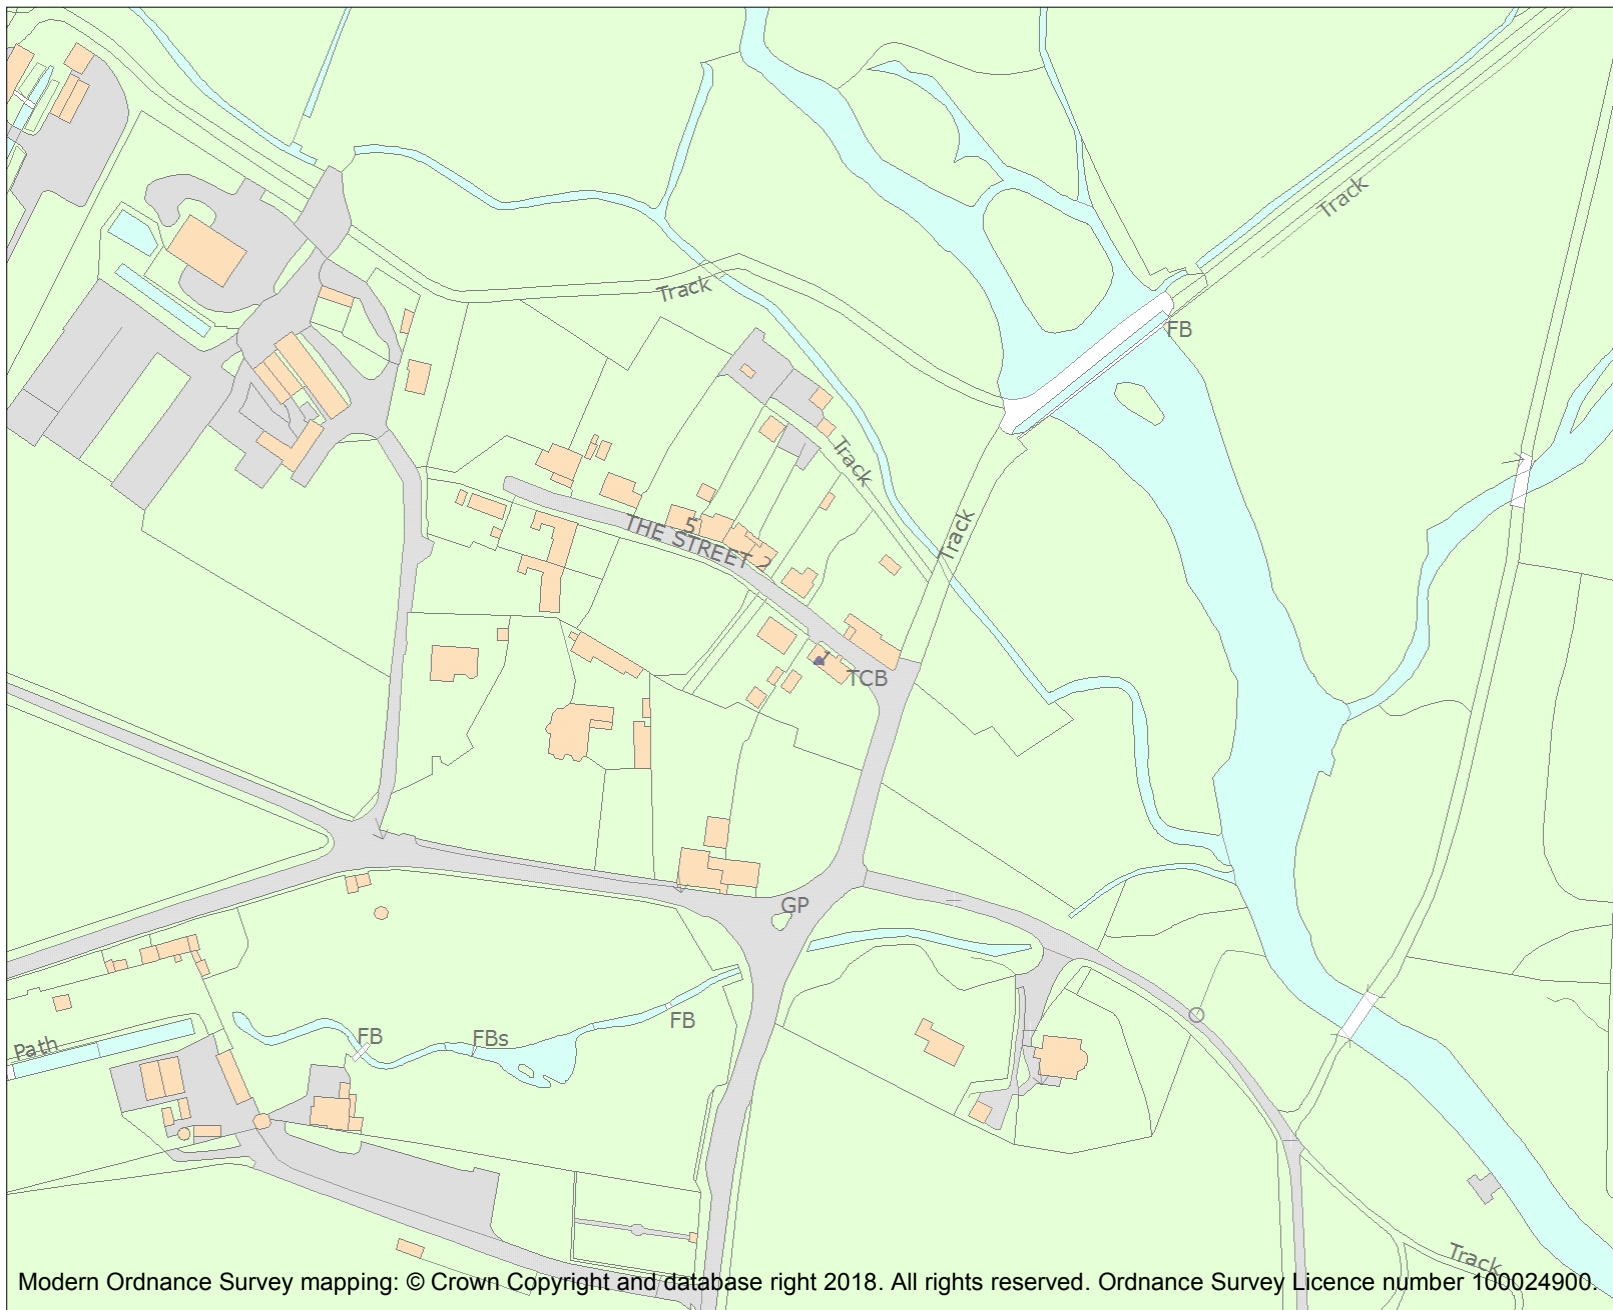 Track
Track
FB
Track
Track
THE STREET
5
2
1
TCB
GP
FB
FB
FBs
Path
Track
Modern Ordnance Survey mapping: © Crown Copyright and database right 2018. All rights reserved. Ordnance Survey Licence number 100024900.